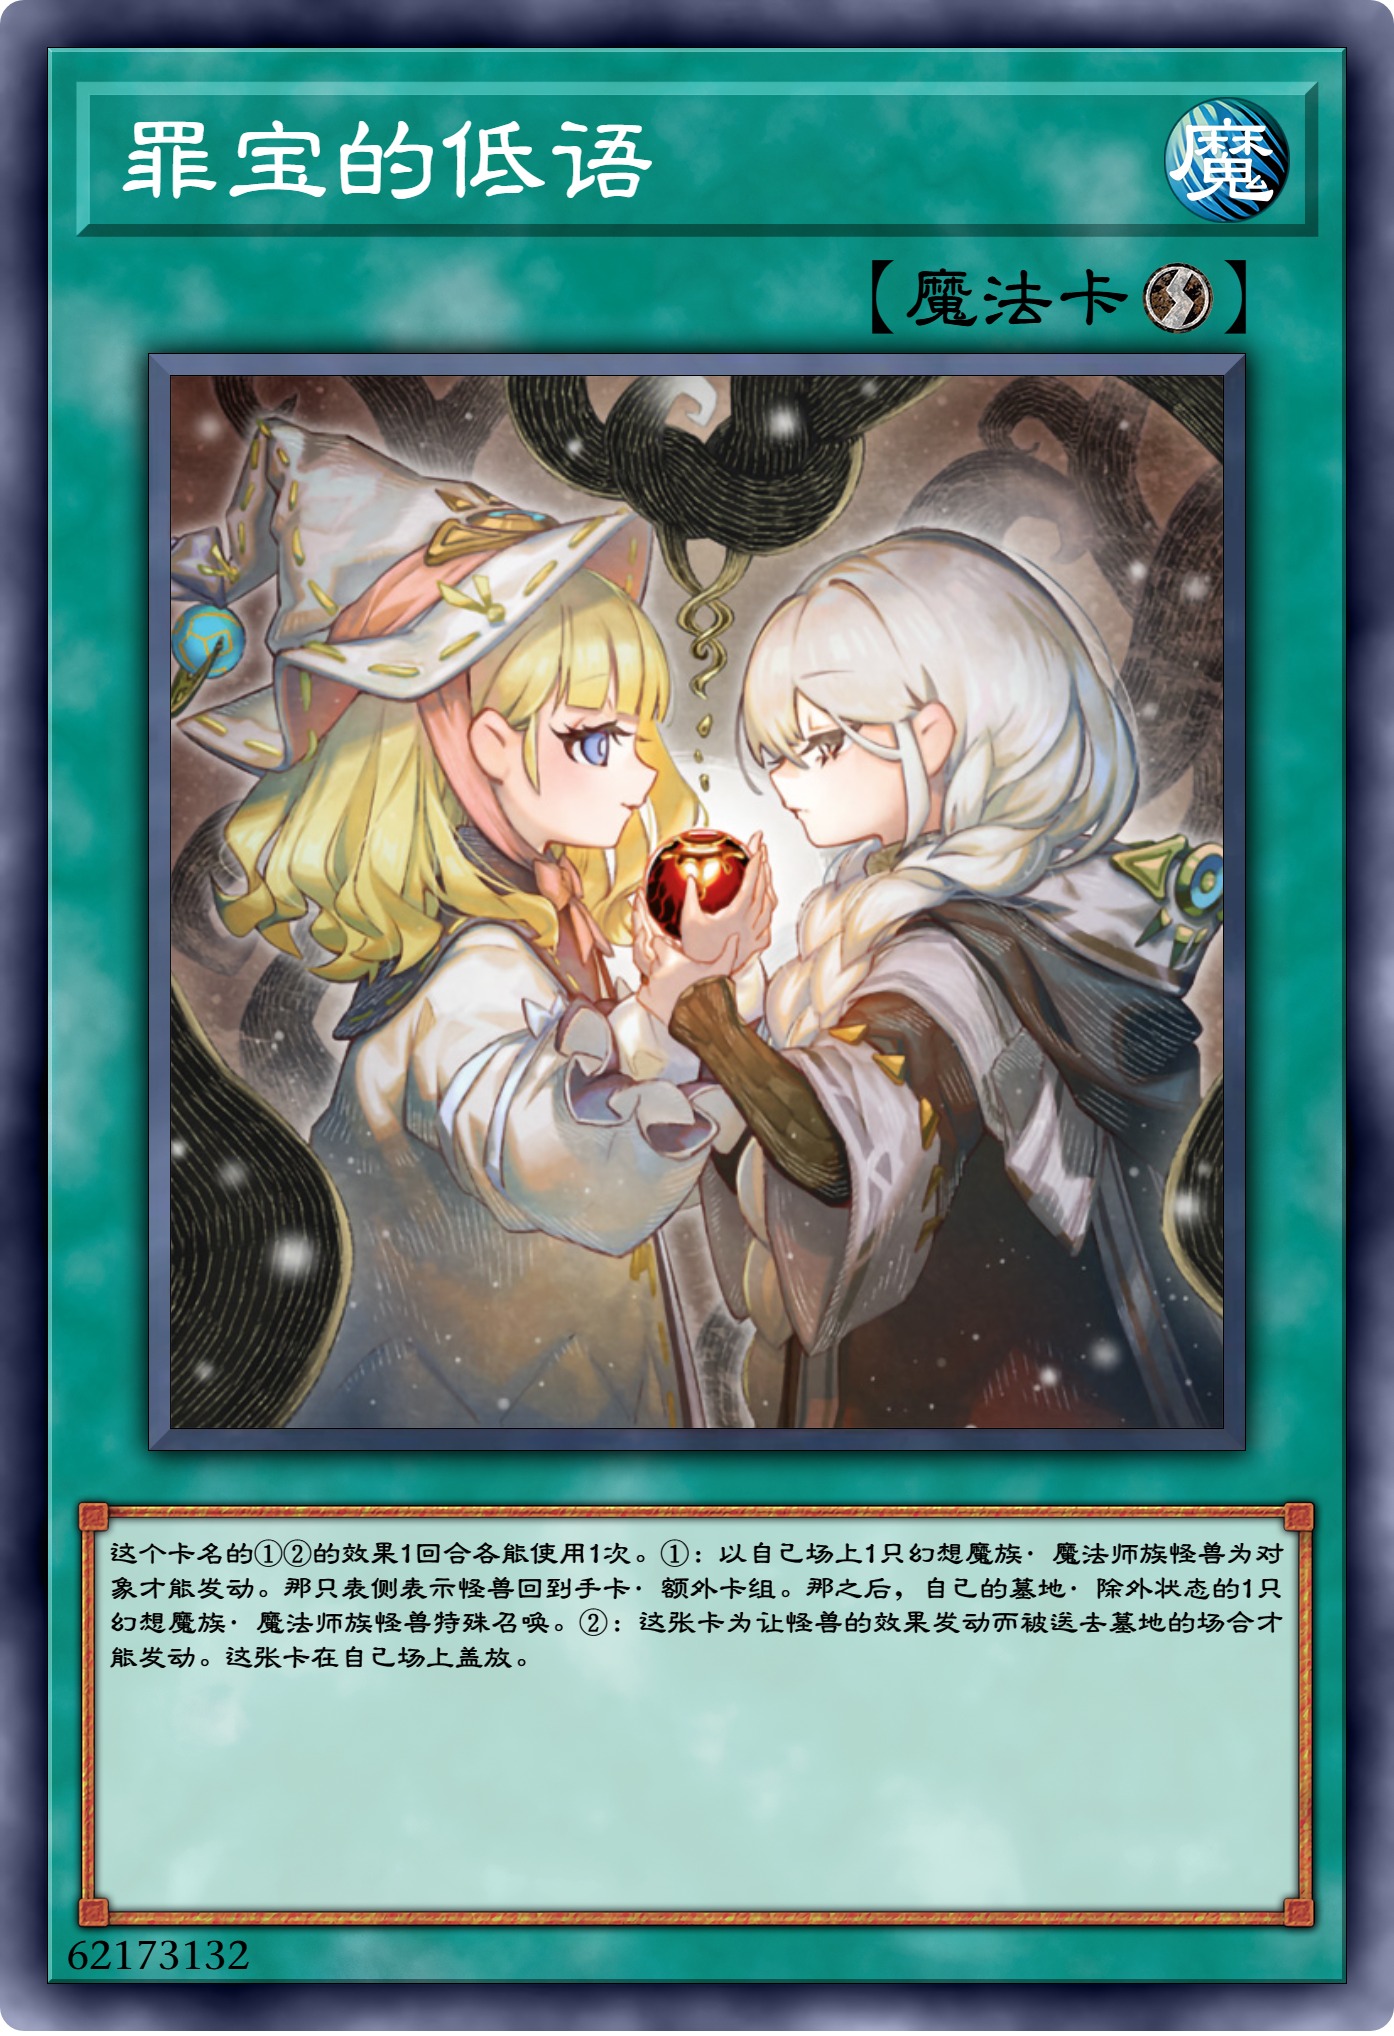 罪宝的低语
魔
【魔法卡】
这个卡名的①②的效果1回合各能使用1次。①：以自己场上1只幻想魔族·魔法师族怪兽为对
象才能发动。那只表侧表示怪兽回到手卡·额外卡组。那之后，自己的墓地·除外状态的1只
幻想魔族·魔法师族怪兽特殊召唤。②：这张卡为让怪兽的效果发动而被送去墓地的场合才
能发动。这张卡在自己场上盖放。
62173132